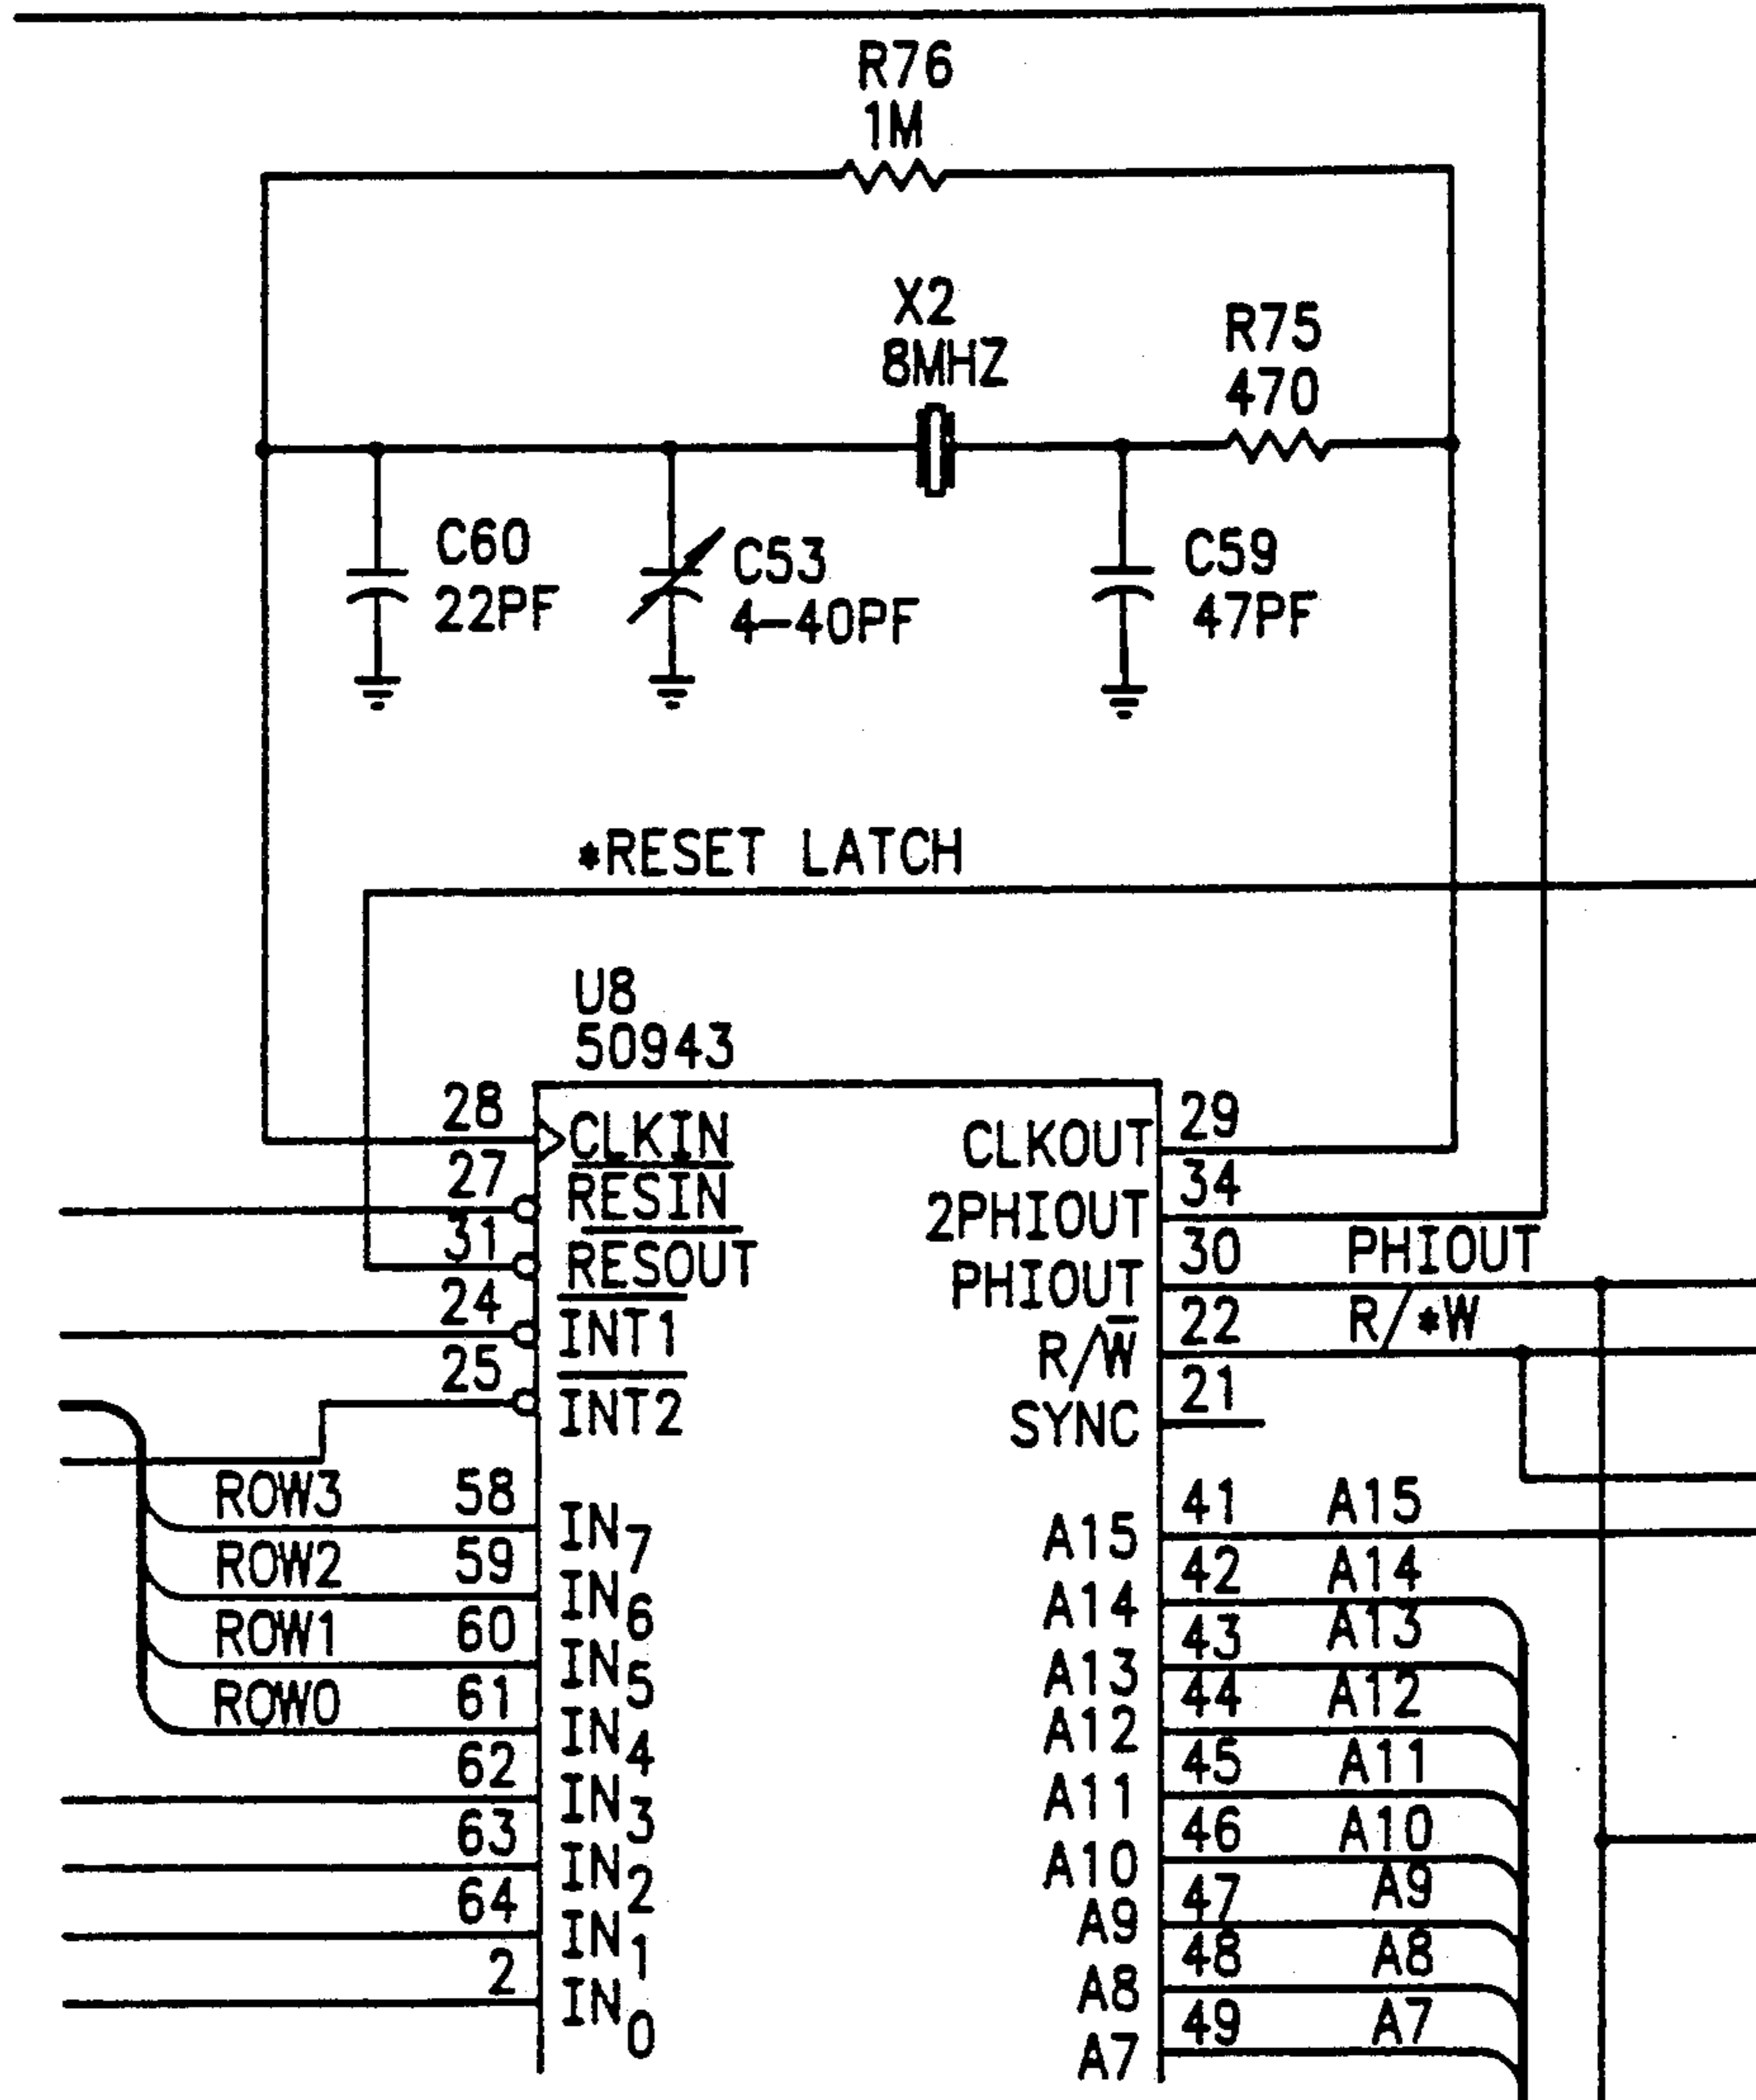 R76
1M
X2
8MHZ
R75
470
C60
22PF
C53
4-40PF
C59
47PF
*RESET LATCH
U8
50943
28
CLKIN
27
RESIN
31
RESOUT
24
INT1
25
INT2
ROW3
58
IN7
ROW2
59
IN6
ROW1
60
IN5
ROW0
61
IN4
62
IN3
63
IN2
64
IN1
2
IN0
CLKOUT
29
2PHIOUT
34
PHIOUT
30
PHIOUT
R/W̅
22
R/*W
SYNC
21
A15
41
A15
A14
42
A14
A13
43
A13
A12
44
A12
A11
45
A11
A10
46
A10
A9
47
A9
A8
48
A8
A7
49
A7